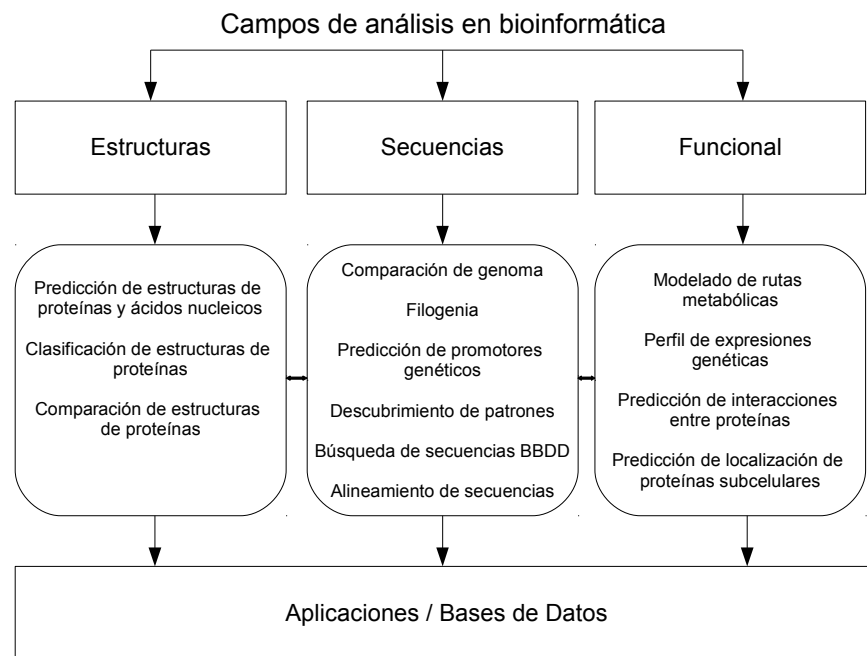 Campos de análisis en bioinformática
Estructuras
Secuencias
Funcional
Predicción de estructuras de
proteínas y ácidos nucleicos
Clasificación de estructuras de
proteínas
Comparación de estructuras
de proteínas
Comparación de genoma
Filogenia
Predicción de promotores
genéticos
Descubrimiento de patrones
Búsqueda de secuencias BBDD
Alineamiento de secuencias
Modelado de rutas
metabólicas
Perfil de expresiones
genéticas
Predicción de interacciones
entre proteínas
Predicción de localización de
proteínas subcelulares
Aplicaciones / Bases de Datos